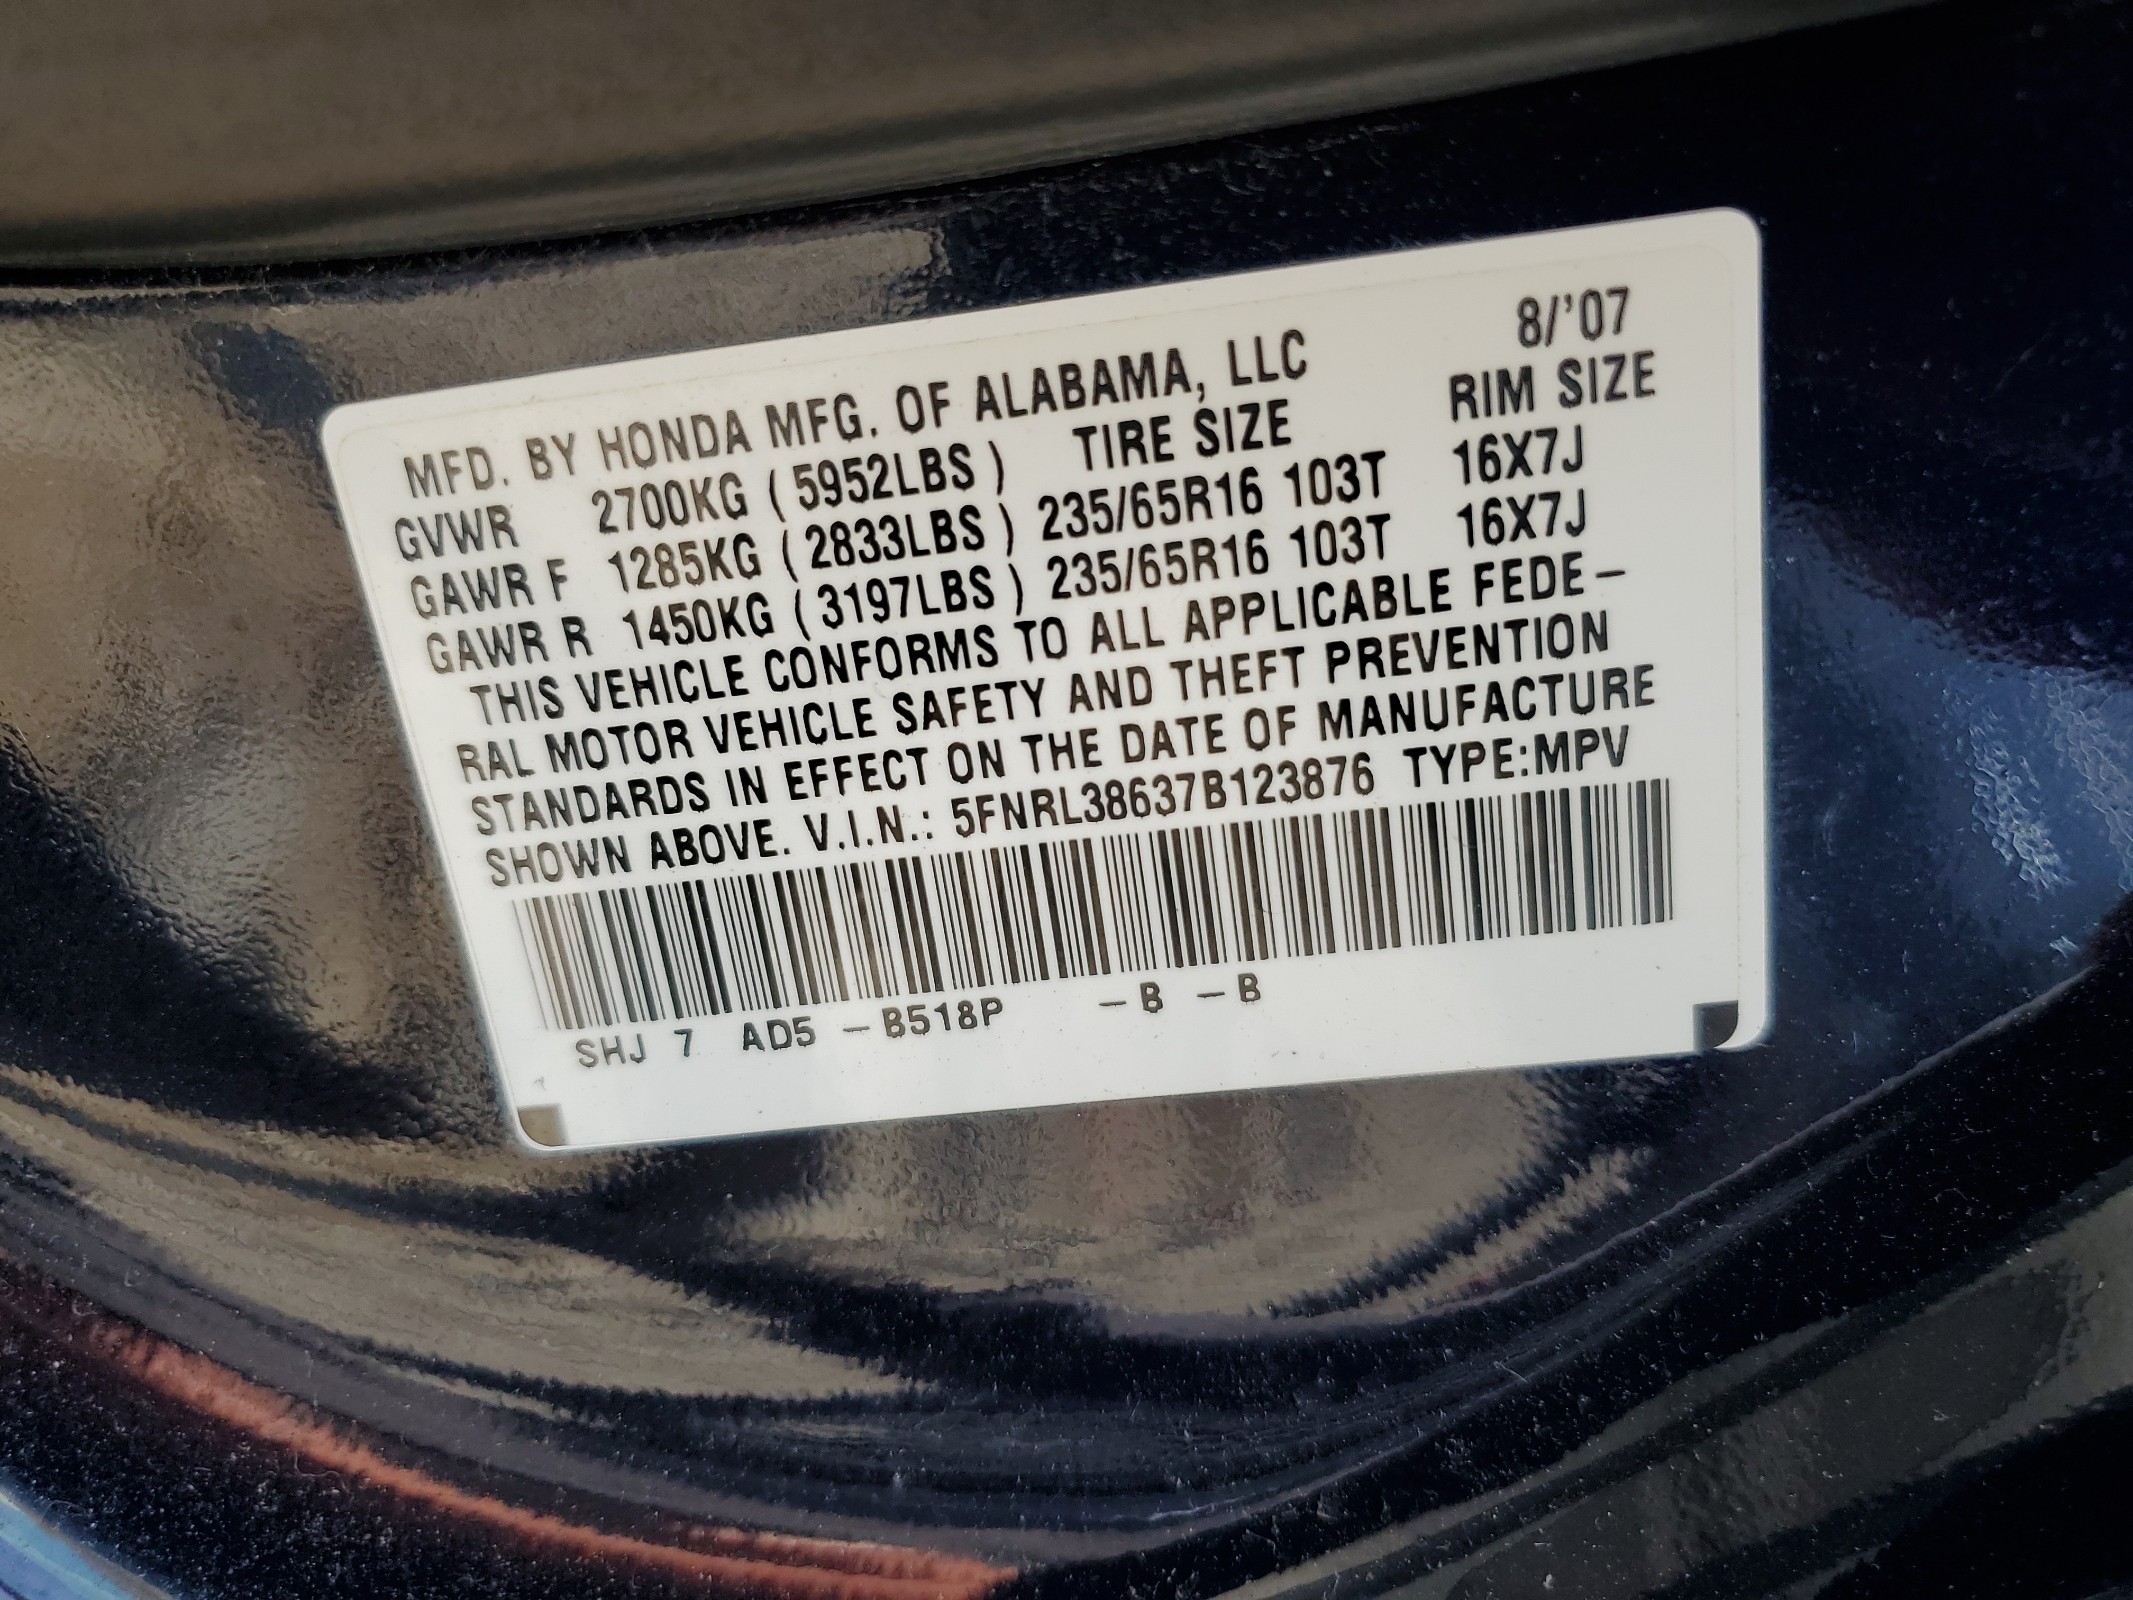 MFD. BY HONDA MFG. OF ALABAMA, LLC 8/'07
GVWR 2700KG ( 5952LBS ) TIRE SIZE RIM SIZE
GAWR F 1285KG ( 2833LBS ) 235/65R16 103T 16X7J
GAWR R 1450KG ( 3197LBS ) 235/65R16 103T 16X7J
THIS VEHICLE CONFORMS TO ALL APPLICABLE FEDE-
RAL MOTOR VEHICLE SAFETY AND THEFT PREVENTION
STANDARDS IN EFFECT ON THE DATE OF MANUFACTURE
SHOWN ABOVE. V.I.N.: 5FNRL38637B123876 TYPE:MPV
SHJ 7 AD5 -B518P -B -B